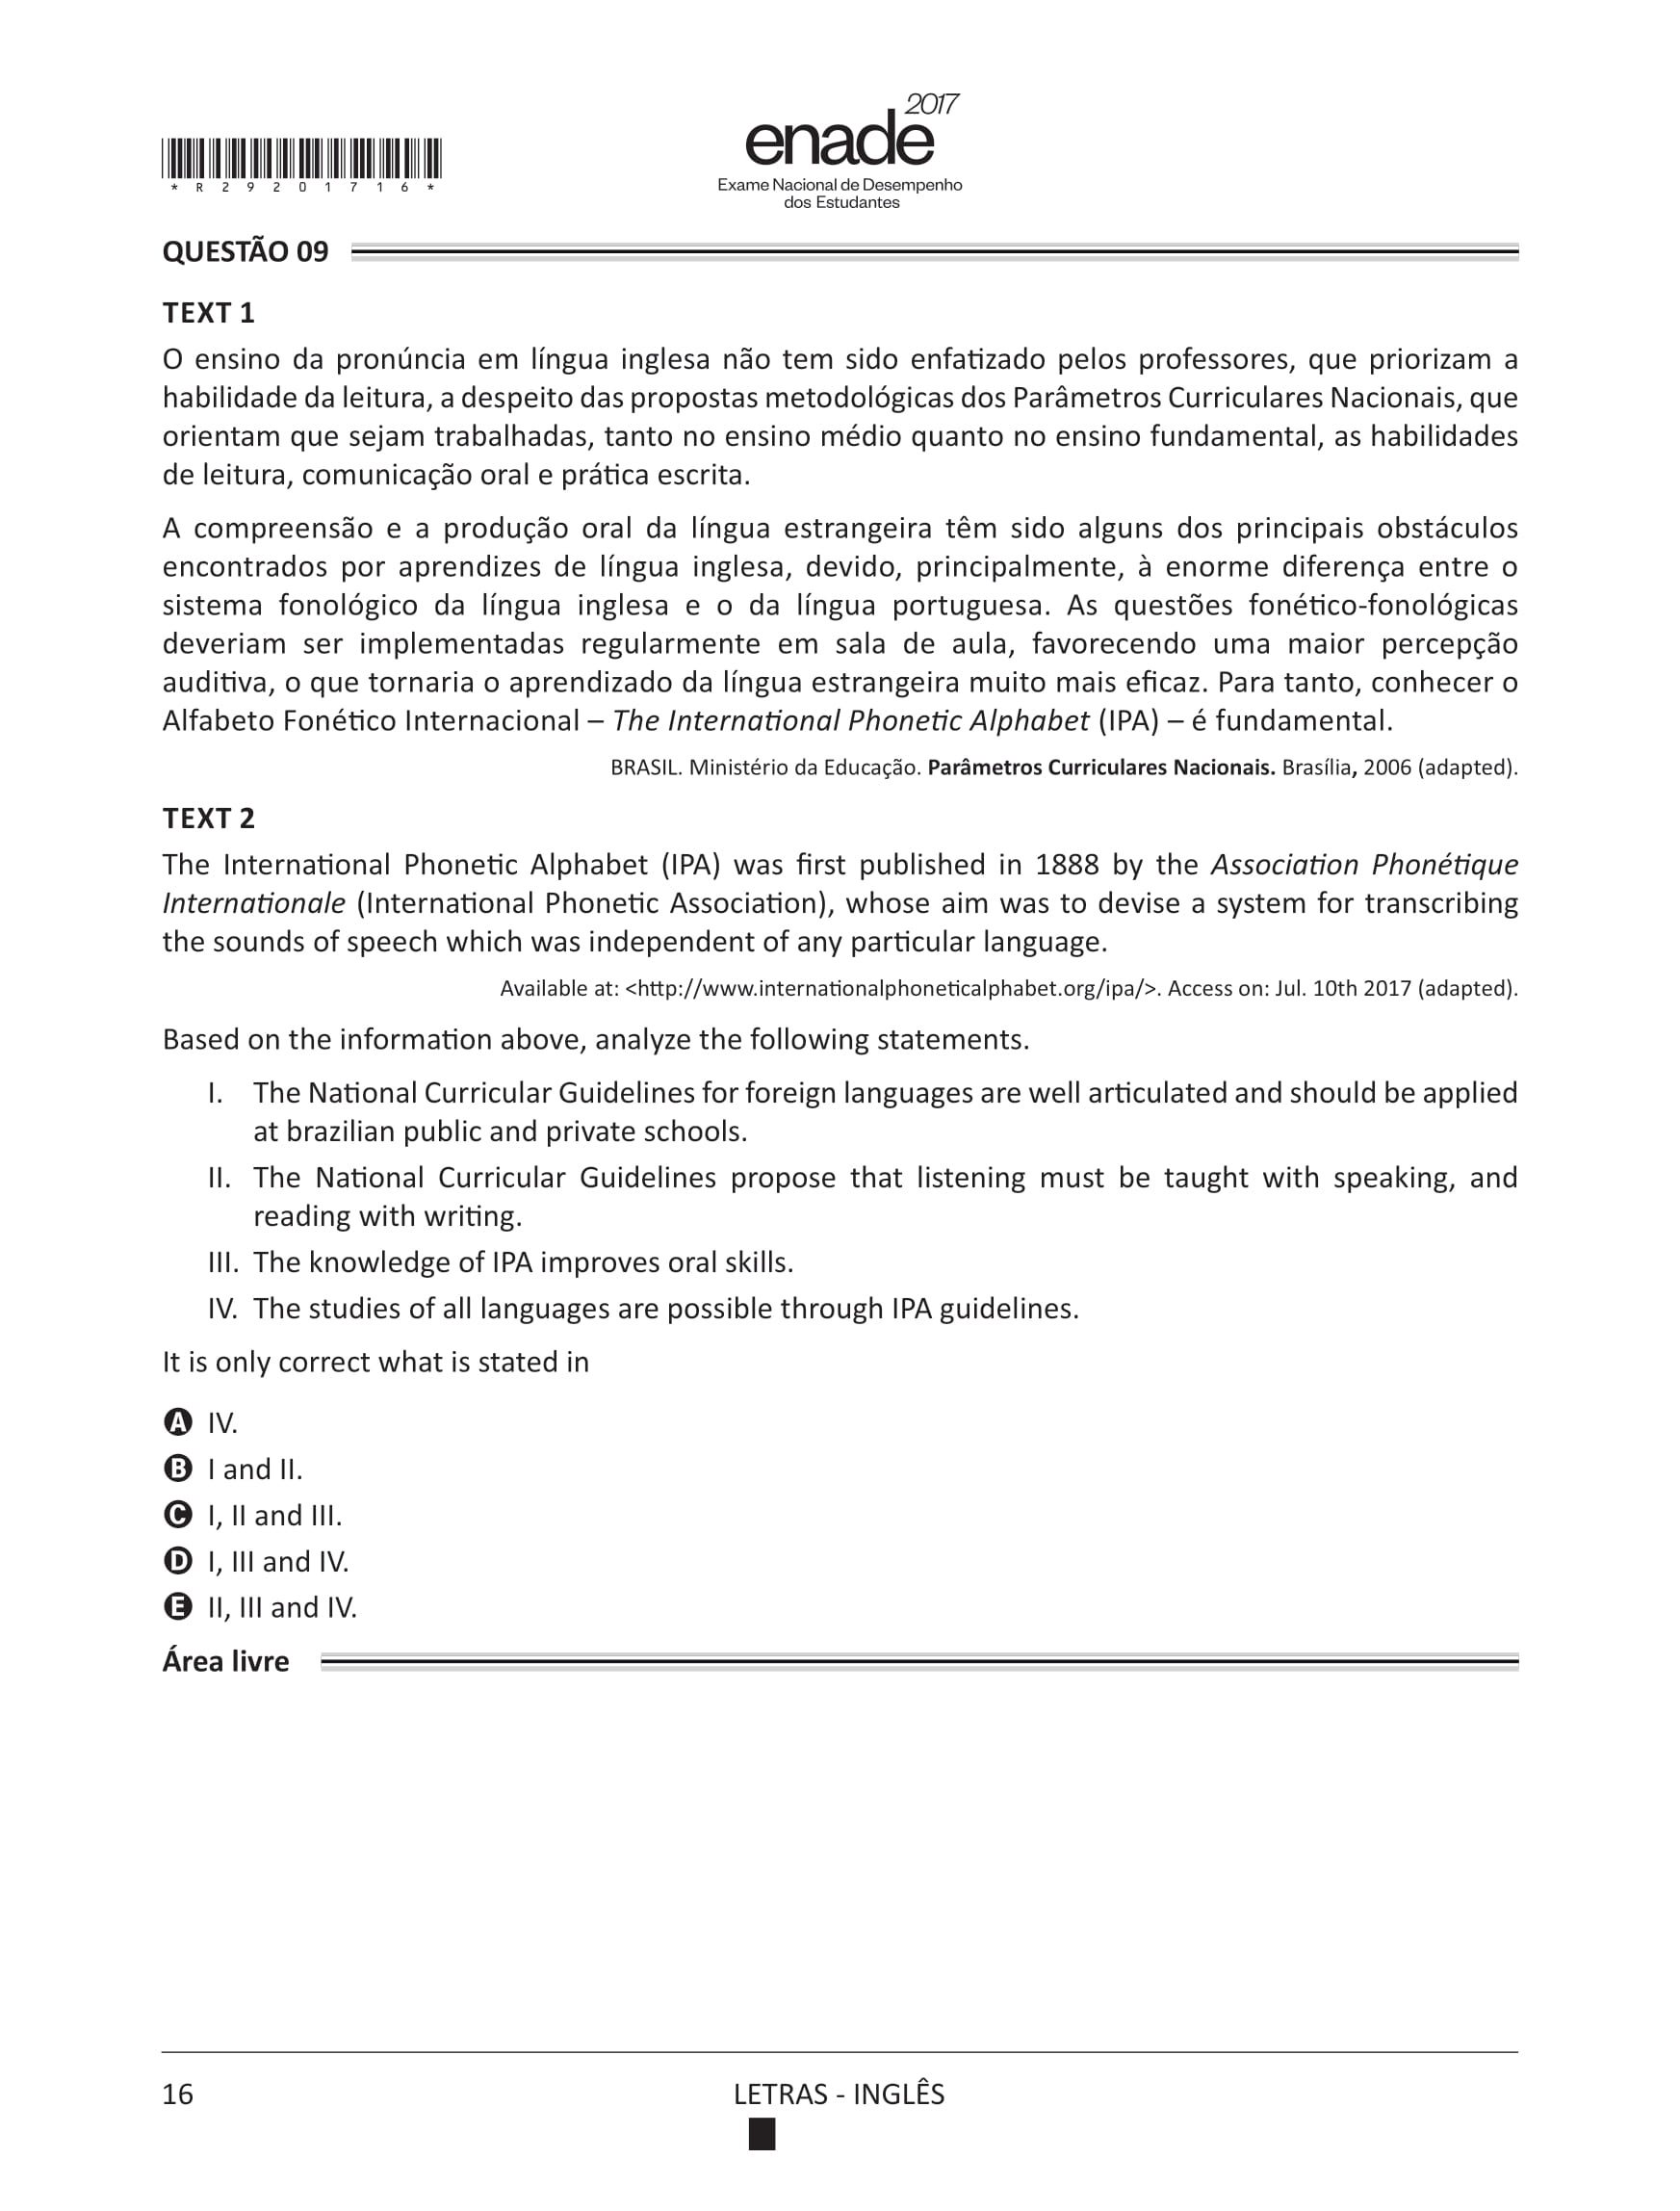 2017
enade
Exame Nacional de Desempenho
dos Estudantes
* R 2 9 2 0 1 7 1 6 *
QUESTÃO 09
TEXT 1
O ensino da pronúncia em língua inglesa não tem sido enfatizado pelos professores, que priorizam a
habilidade da leitura, a despeito das propostas metodológicas dos Parâmetros Curriculares Nacionais, que
orientam que sejam trabalhadas, tanto no ensino médio quanto no ensino fundamental, as habilidades
de leitura, comunicação oral e prática escrita.
A compreensão e a produção oral da língua estrangeira têm sido alguns dos principais obstáculos
encontrados por aprendizes de língua inglesa, devido, principalmente, à enorme diferença entre o
sistema fonológico da língua inglesa e o da língua portuguesa. As questões fonético-fonológicas
deveriam ser implementadas regularmente em sala de aula, favorecendo uma maior percepção
auditiva, o que tornaria o aprendizado da língua estrangeira muito mais eficaz. Para tanto, conhecer o
Alfabeto Fonético Internacional – The International Phonetic Alphabet (IPA) – é fundamental.
BRASIL. Ministério da Educação. Parâmetros Curriculares Nacionais. Brasília, 2006 (adapted).
TEXT 2
The International Phonetic Alphabet (IPA) was first published in 1888 by the Association Phonétique
Internationale (International Phonetic Association), whose aim was to devise a system for transcribing
the sounds of speech which was independent of any particular language.
Available at: <http://www.internationalphoneticalphabet.org/ipa/>. Access on: Jul. 10th 2017 (adapted).
Based on the information above, analyze the following statements.
I. The National Curricular Guidelines for foreign languages are well articulated and should be applied
at brazilian public and private schools.
II. The National Curricular Guidelines propose that listening must be taught with speaking, and
reading with writing.
III. The knowledge of IPA improves oral skills.
IV. The studies of all languages are possible through IPA guidelines.
It is only correct what is stated in
A IV.
B I and II.
C I, II and III.
D I, III and IV.
E II, III and IV.
Área livre
16
LETRAS - INGLÊS